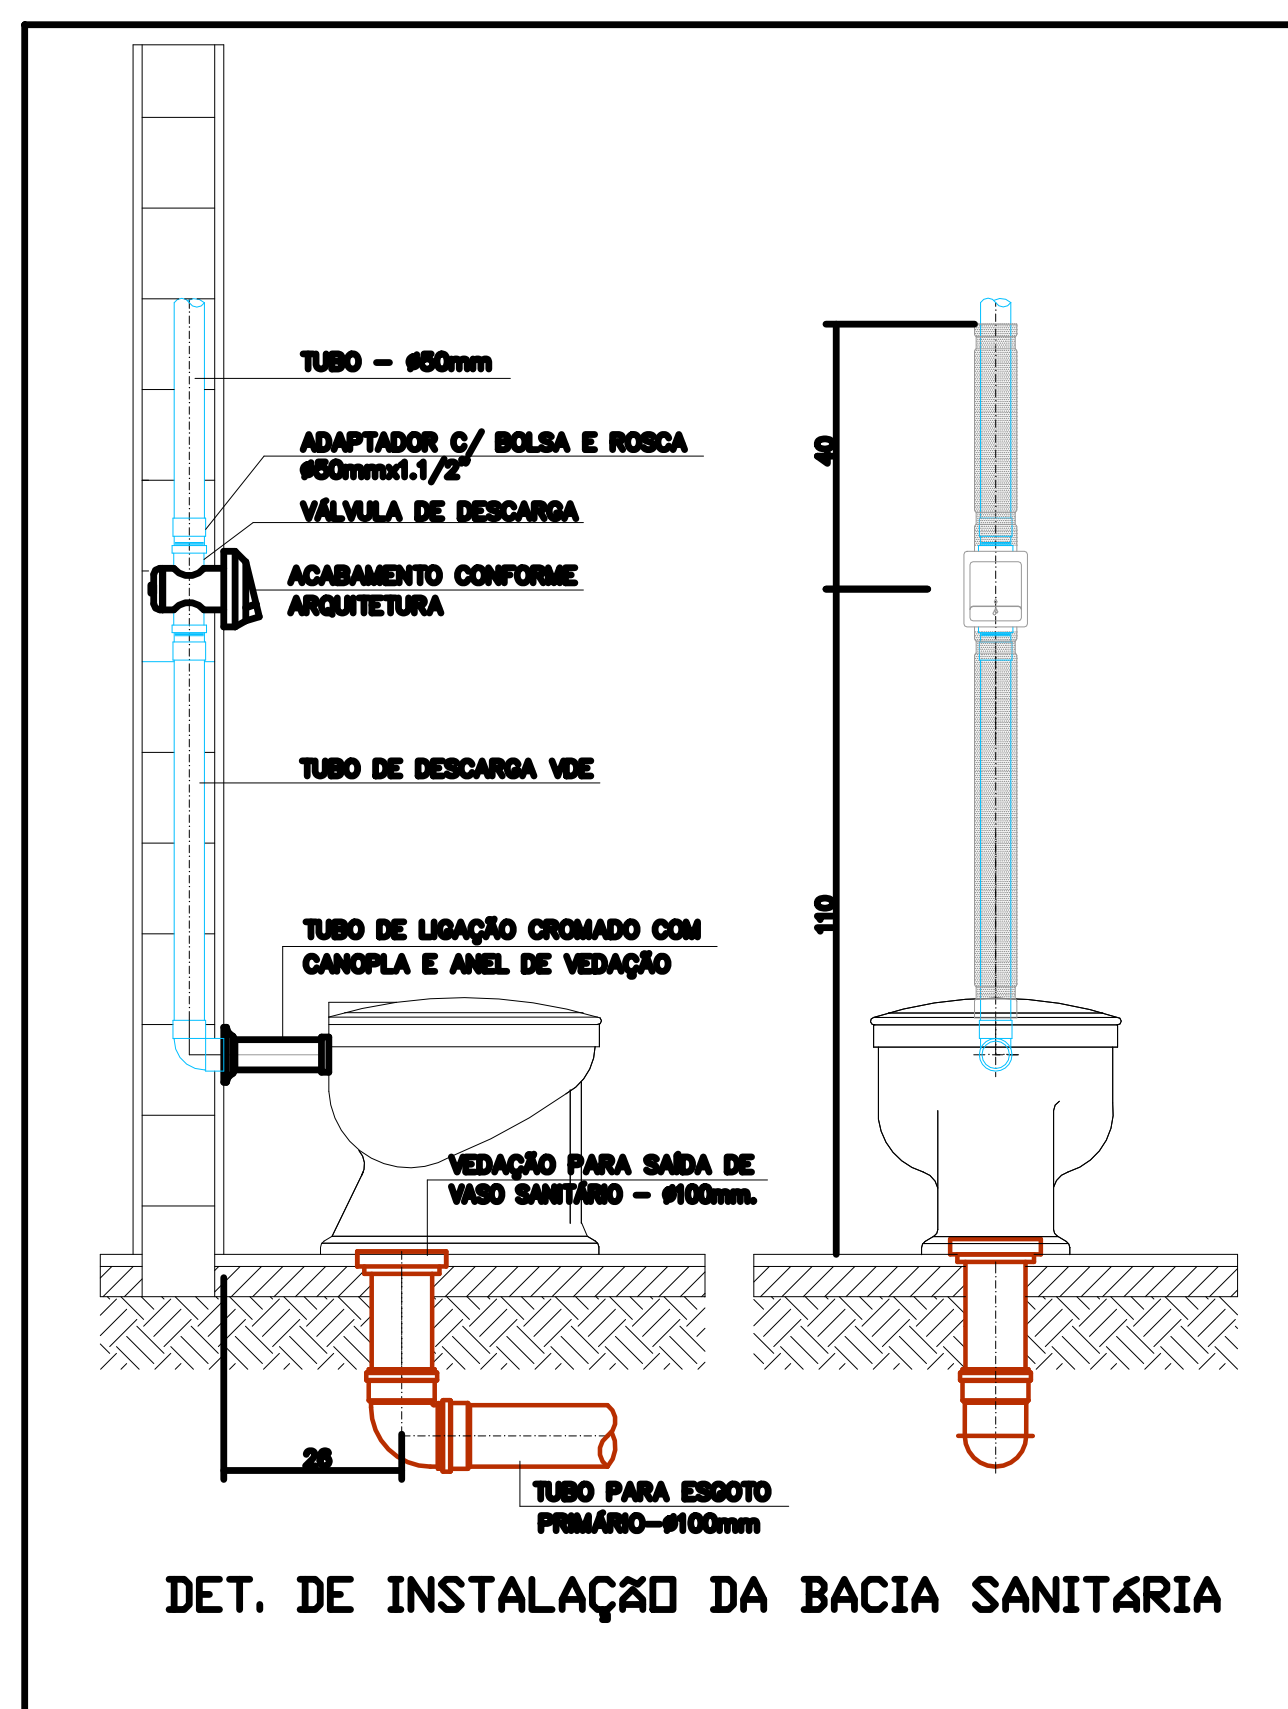 TUBO - ø50mm
ADAPTADOR C/ BOLSA E ROSCA
ø50mmx1.1/2"
VÁLVULA DE DESCARGA
ACABAMENTO CONFORME
ARQUITETURA
TUBO DE DESCARGA VDE
TUBO DE LIGAÇÃO CROMADO COM
CANOPLA E ANEL DE VEDAÇÃO
VEDAÇÃO PARA SAÍDA DE
VASO SANITÁRIO - ø100mm.
26
TUBO PARA ESGOTO
PRIMÁRIO-ø100mm
40
110
DET. DE INSTALAÇÃO DA BACIA SANITÁRIA